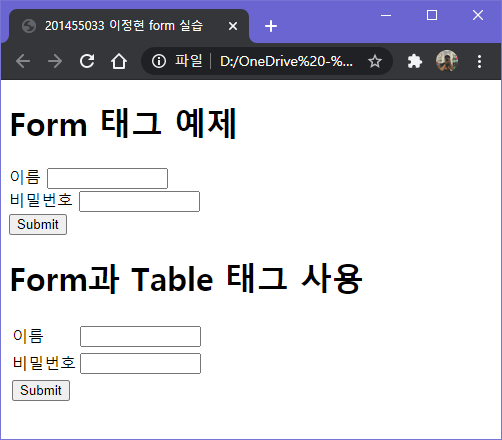 201455033 이정현 form 실습
파일 D:/OneDrive%20-%...
Form 태그 예제
이름
비밀번호
Submit
Form과 Table 태그 사용
이름
비밀번호
Submit